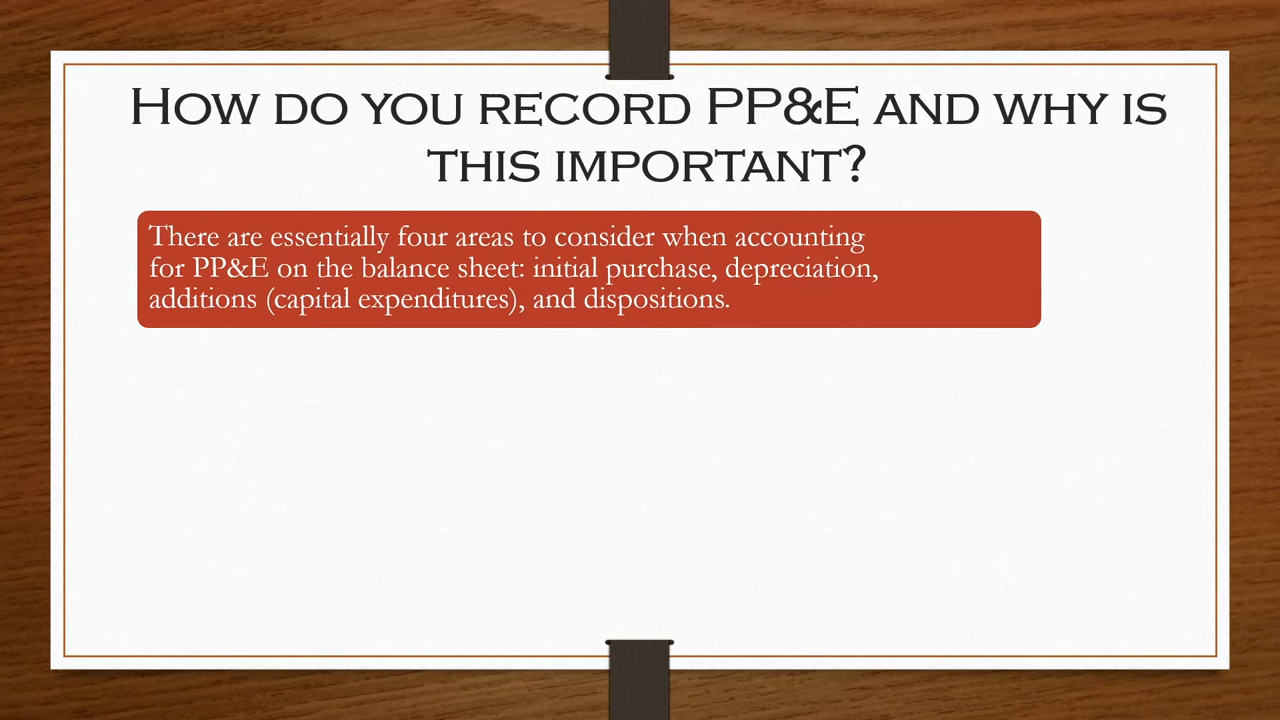 How do you record PP&E and why is
this important?
There are essentially four areas to consider when accounting
for PP&E on the balance sheet: initial purchase, depreciation,
additions (capital expenditures), and dispositions.